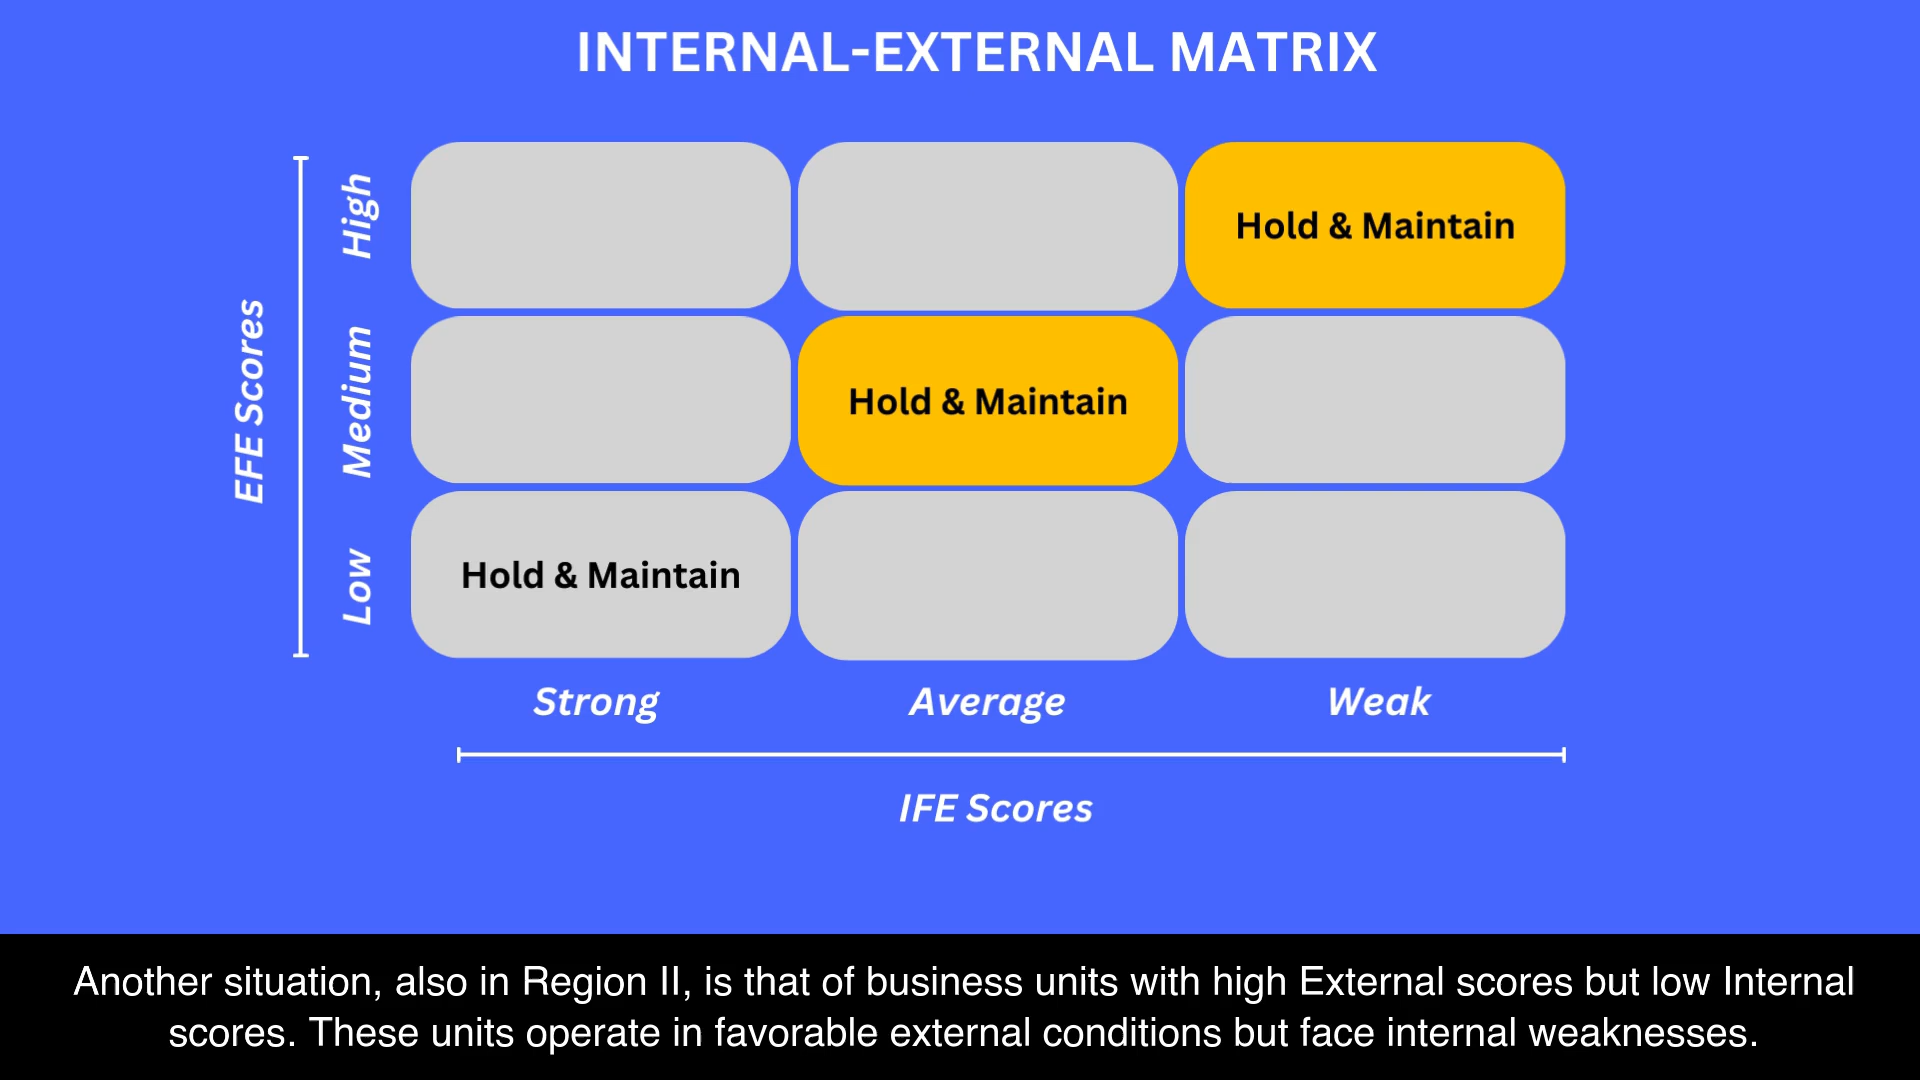 INTERNAL-EXTERNAL MATRIX
EFE Scores
High
Medium
Low
Hold & Maintain
Hold & Maintain
Hold & Maintain
Strong
Average
Weak
IFE Scores
Another situation, also in Region II, is that of business units with high External scores but low Internal
scores. These units operate in favorable external conditions but face internal weaknesses.